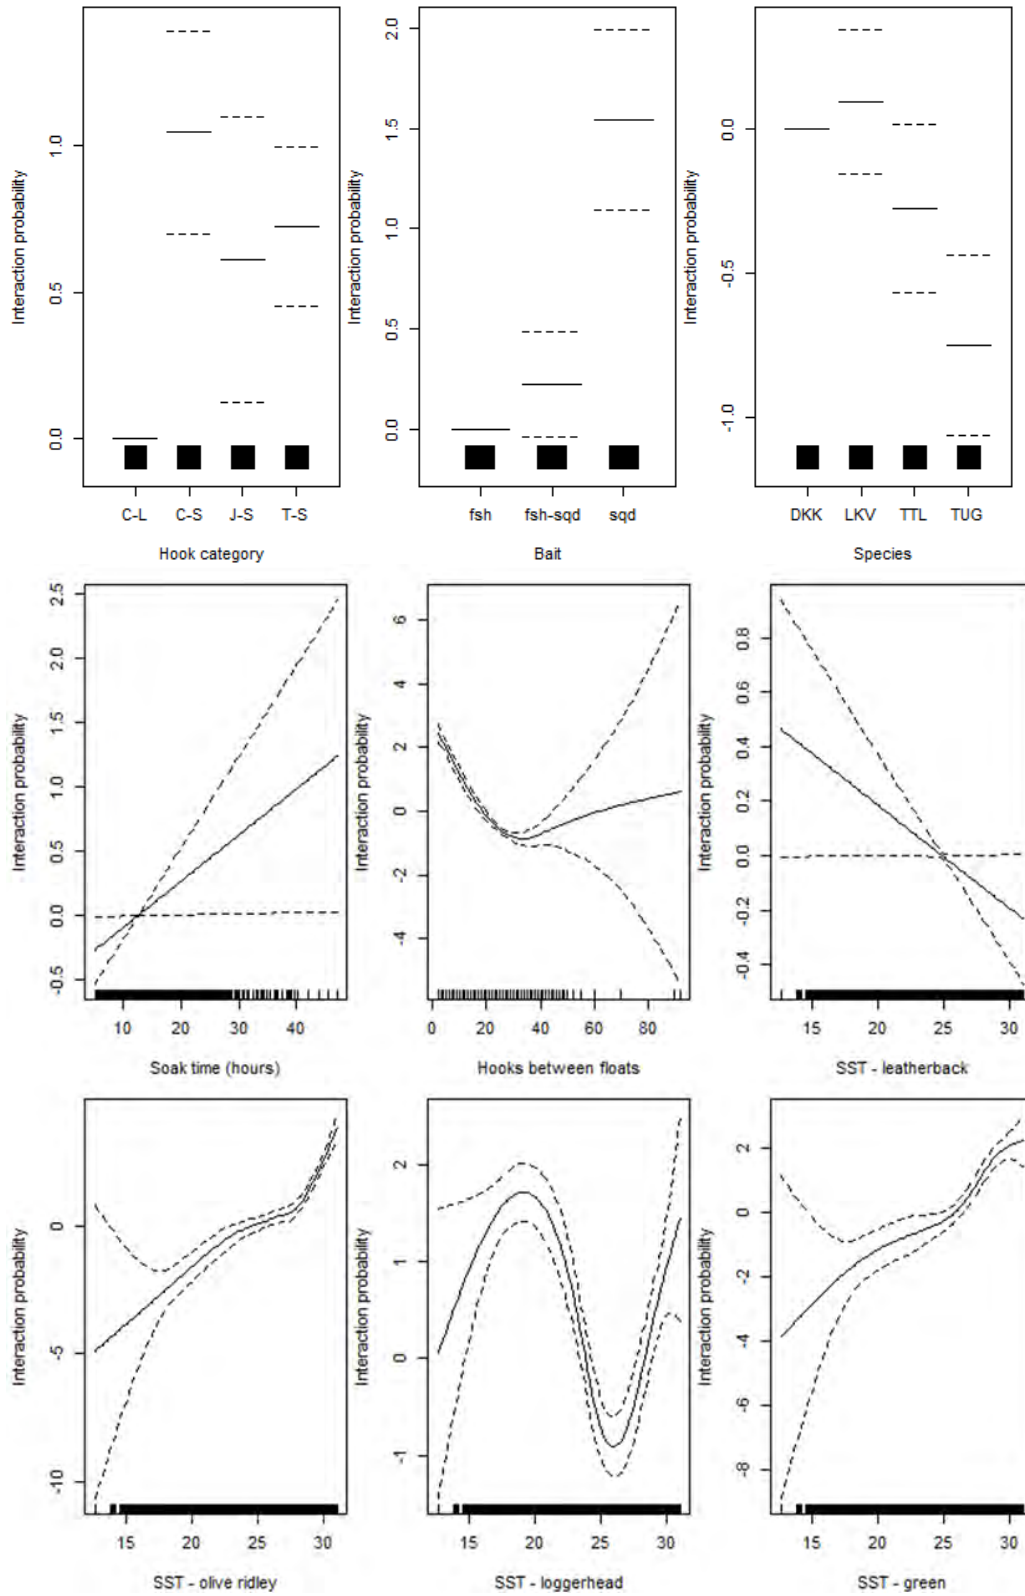 Interaction probability
0.0 0.5 1.0
C-L C-S J-S T-S
Hook category
Interaction probability
0.0 0.5 1.0 1.5 2.0
fsh fsh-sqd sqd
Bait
Interaction probability
-1.0 -0.5 0.0
DKK LKV TTL TUG
Species
Interaction probability
-0.5 0.0 0.5 1.0 1.5 2.0 2.5
10 20 30 40
Soak time (hours)
Interaction probability
-4 -2 0 2 4 6
0 20 40 60 80
Hooks between floats
Interaction probability
-0.4 -0.2 0.0 0.2 0.4 0.6 0.8
15 20 25 30
SST - leatherback
Interaction probability
-10 -5 0
15 20 25 30
SST - olive ridley
Interaction probability
-1 0 1 2
15 20 25 30
SST - loggerhead
Interaction probability
-8 -6 -4 -2 0 2
15 20 25 30
SST - green